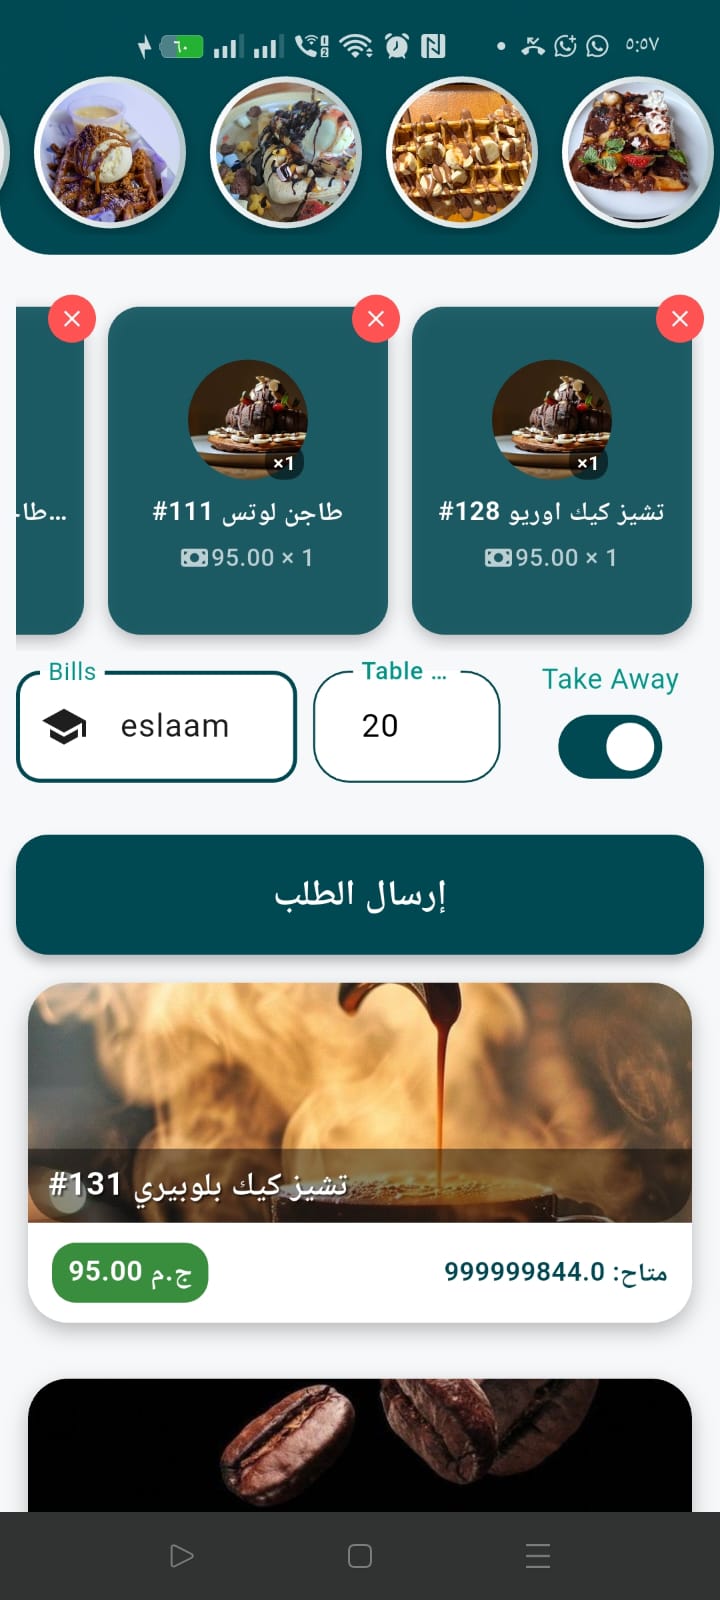 ٦٠
٥:٥٧
×1
×1
طا...
طاجن لوتس 111#
تشيز كيك اوريو 128#
95.00 × 1
95.00 × 1
Bills
Table ...
Take Away
eslaam
20
إرسال الطلب
تشيز كيك بلوبيري 131#
95.00 ج.م
متاح: 999999844.0